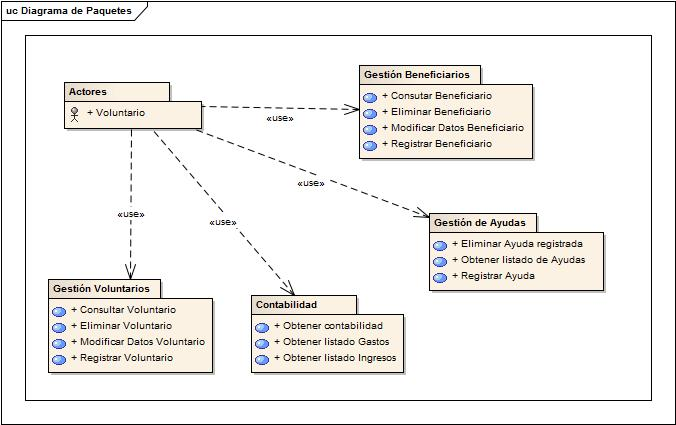 uc Diagrama de Paquetes
Actores
+ Voluntario
Gestión Beneficiarios
+ Consutar Beneficiario
+ Eliminar Beneficiario
+ Modificar Datos Beneficiario
+ Registrar Beneficiario
«use»
«use»
«use»
«use»
Gestión de Ayudas
+ Eliminar Ayuda registrada
+ Obtener listado de Ayudas
+ Registrar Ayuda
Gestión Voluntarios
+ Consultar Voluntario
+ Eliminar Voluntario
+ Modificar Datos Voluntario
+ Registrar Voluntario
Contabilidad
+ Obtener contabilidad
+ Obtener listado Gastos
+ Obtener listado Ingresos